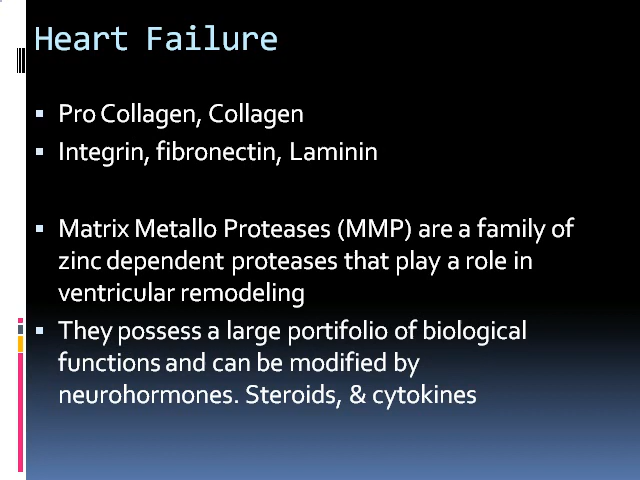 Heart Failure
Pro Collagen, Collagen
Integrin, fibronectin, Laminin
Matrix Metallo Proteases (MMP) are a family of
zinc dependent proteases that play a role in
ventricular remodeling
They possess a large portifolio of biological
functions and can be modified by
neurohormones. Steroids, & cytokines